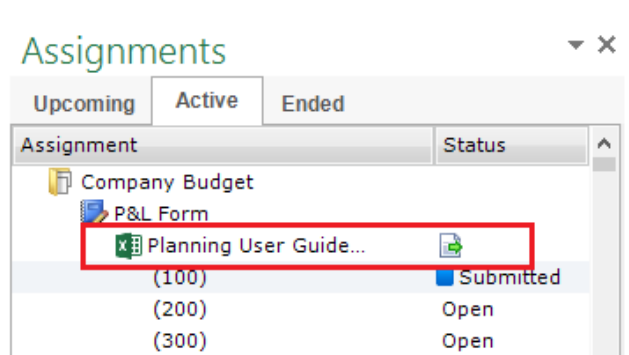 Assignments
Upcoming Active Ended
Assignment Status
Company Budget
P&L Form
Planning User Guide...
(100) Submitted
(200) Open
(300) Open